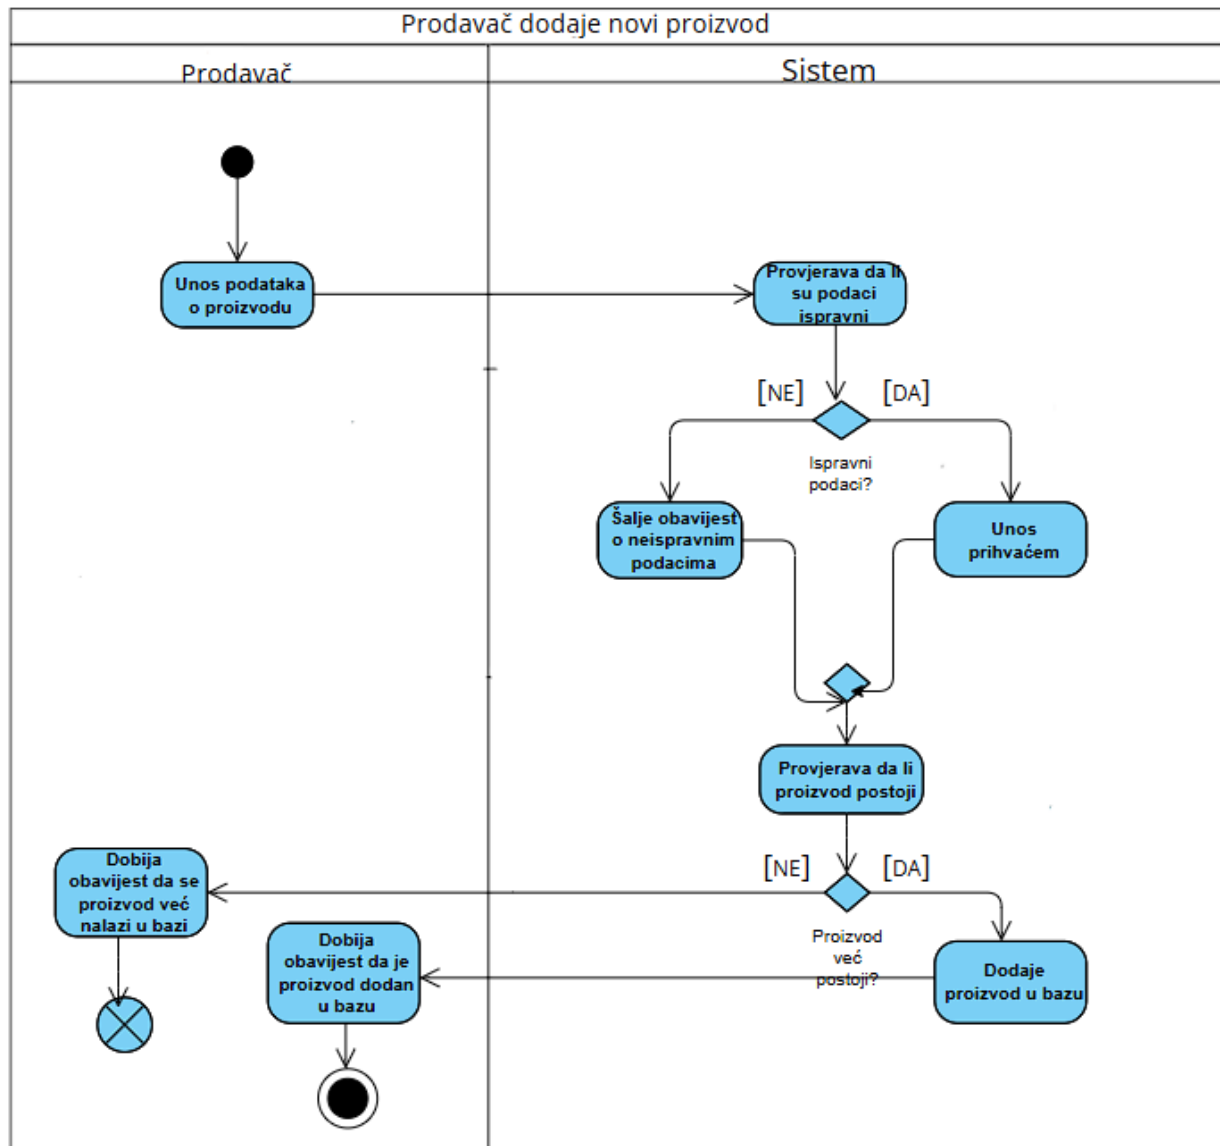 Prodavač dodaje novi proizvod
Prodavač
Sistem
Unos podataka
o proizvodu
Provjerava da li
su podaci
ispravni
[NE]
[DA]
Ispravni
podaci?
Šalje obavijest
o neispravnim
podacima
Unos
prihvaćem
Provjerava da li
proizvod postoji
[NE]
[DA]
Proizvod
već
postoji?
Dobija
obavijest da se
proizvod već
nalazi u bazi
Dobija
obavijest da je
proizvod dodan
u bazu
Dodaje
proizvod u bazu